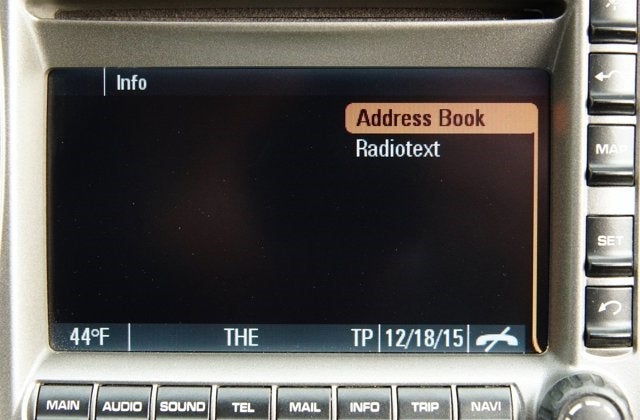 Info
Address Book
Radiotext
MAP
SET
44°F THE TP 12/18/15
MAIN AUDIO SOUND TEL MAIL INFO TRIP NAVI